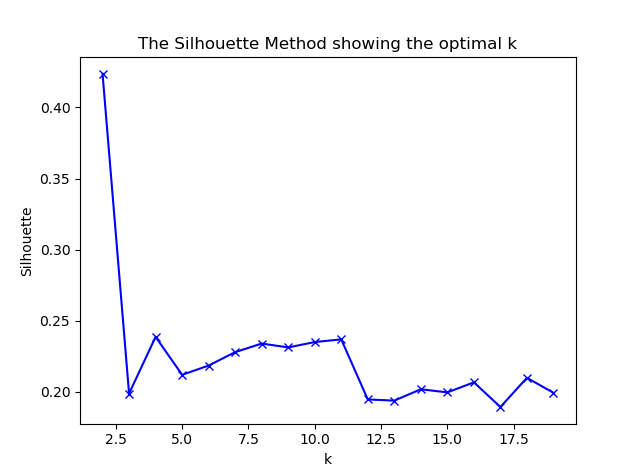 The Silhouette Method showing the optimal k
0.40
0.35
0.30
0.25
0.20
Silhouette
2.5 5.0 7.5 10.0 12.5 15.0 17.5
k